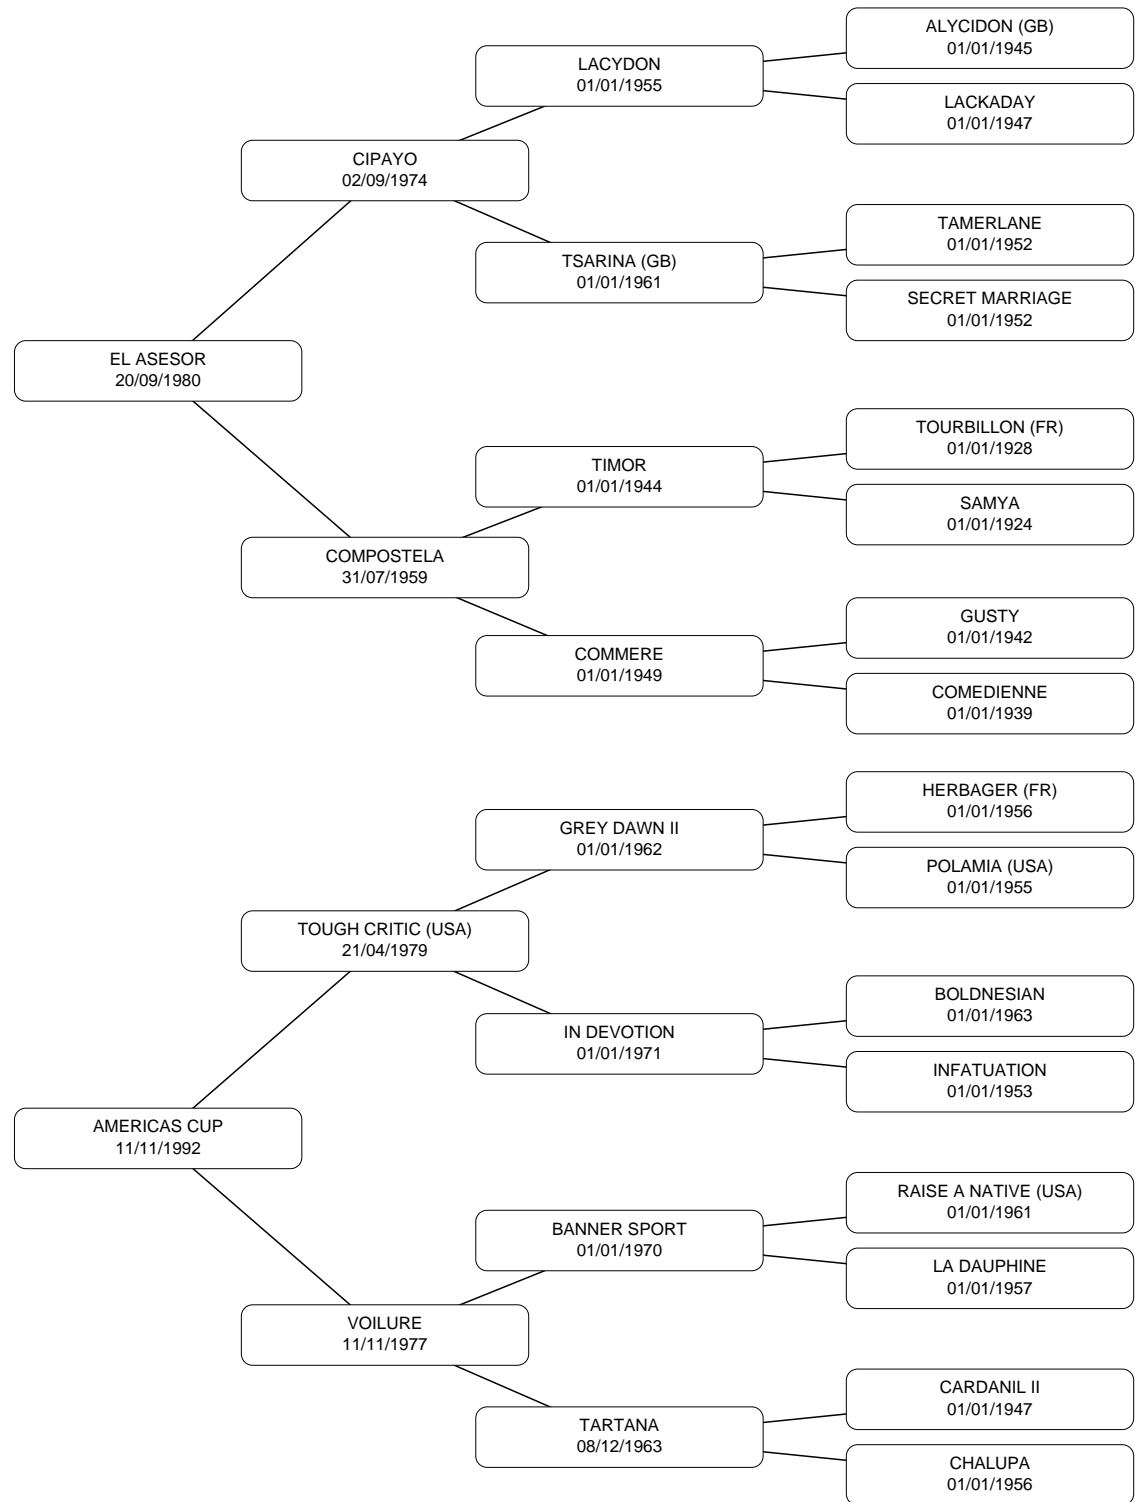 ALYCIDON (GB)
01/01/1945
LACYDON
01/01/1955
LACKADAY
01/01/1947
CIPAYO
02/09/1974
TAMERLANE
01/01/1952
TSARINA (GB)
01/01/1961
SECRET MARRIAGE
01/01/1952
EL ASESOR
20/09/1980
TOURBILLON (FR)
01/01/1928
TIMOR
01/01/1944
SAMYA
01/01/1924
COMPOSTELA
31/07/1959
GUSTY
01/01/1942
COMMERE
01/01/1949
COMEDIENNE
01/01/1939
HERBAGER (FR)
01/01/1956
GREY DAWN II
01/01/1962
POLAMIA (USA)
01/01/1955
TOUGH CRITIC (USA)
21/04/1979
BOLDNESIAN
01/01/1963
IN DEVOTION
01/01/1971
INFATUATION
01/01/1953
AMERICAS CUP
11/11/1992
RAISE A NATIVE (USA)
01/01/1961
BANNER SPORT
01/01/1970
LA DAUPHINE
01/01/1957
VOILURE
11/11/1977
CARDANIL II
01/01/1947
TARTANA
08/12/1963
CHALUPA
01/01/1956